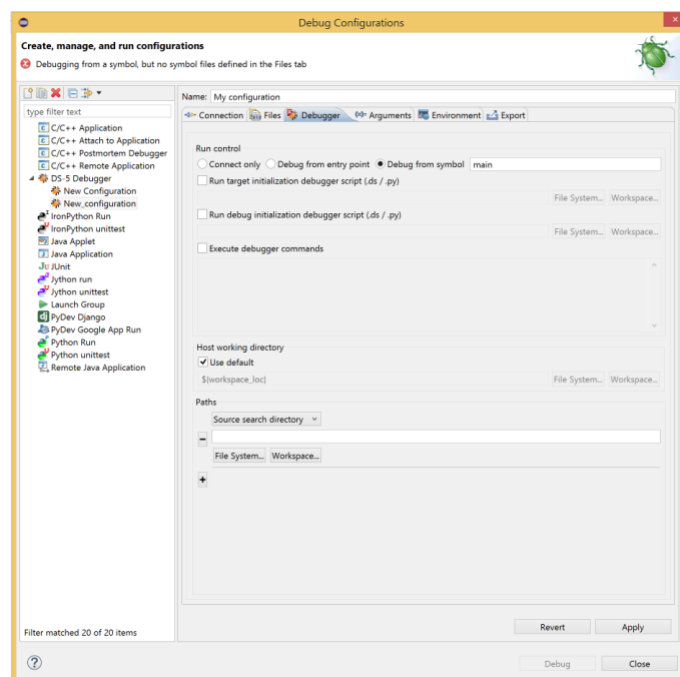 Debug Configurations
Create, manage, and run configurations
Debugging from a symbol, but no symbol files defined in the Files tab
type filter text
C/C++ Application
C/C++ Attach to Application
C/C++ Postmortem Debugger
C/C++ Remote Application
DS-5 Debugger
New Configuration
New_configuration
IronPython Run
IronPython unittest
Java Applet
Java Application
Ju JUnit
Jython run
Jython unittest
Launch Group
dj PyDev Django
PyDev Google App Run
Python Run
Python unittest
Remote Java Application
Filter matched 20 of 20 items
Name: My configuration
Connection Files Debugger Arguments Environment Export
Run control
Connect only Debug from entry point Debug from symbol main
Run target initialization debugger script (.ds / .py)
File System... Workspace...
Run debug initialization debugger script (.ds / .py)
File System... Workspace...
Execute debugger commands
Host working directory
Use default
${workspace_loc} File System... Workspace...
Paths
Source search directory
File System... Workspace...
Revert Apply
Debug Close